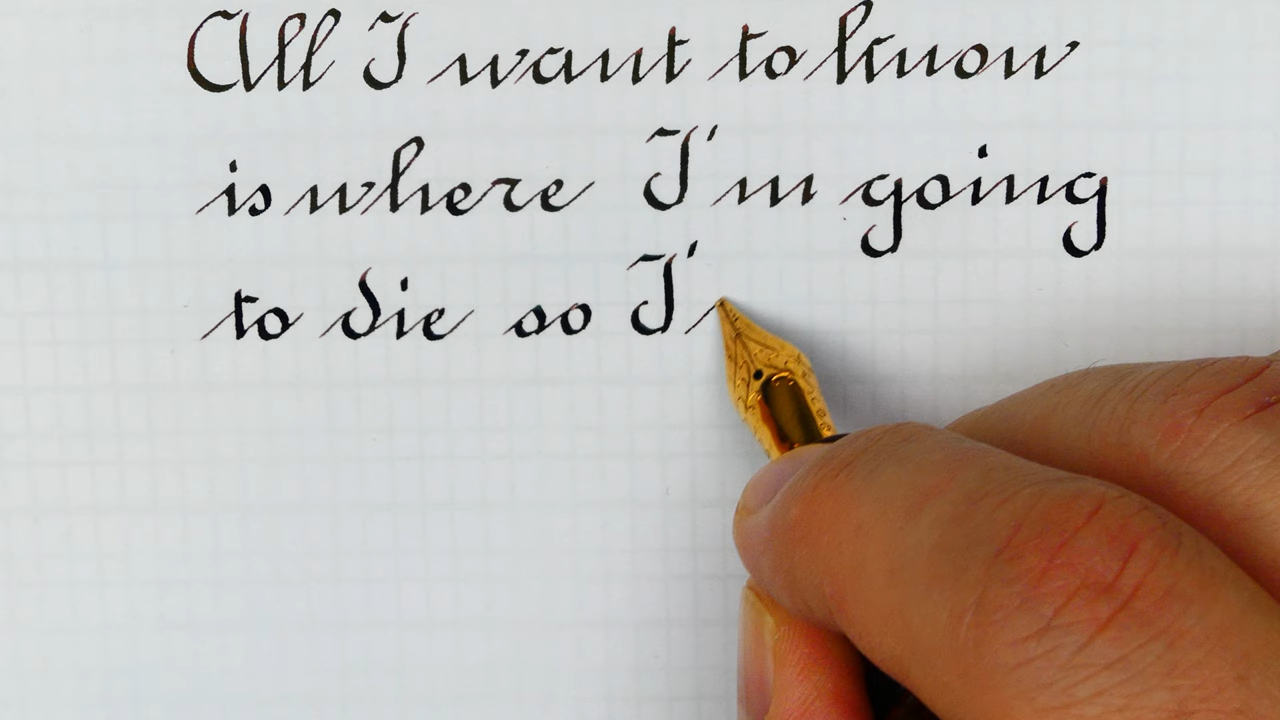 All I want to know
is where I'm going
to die so I'